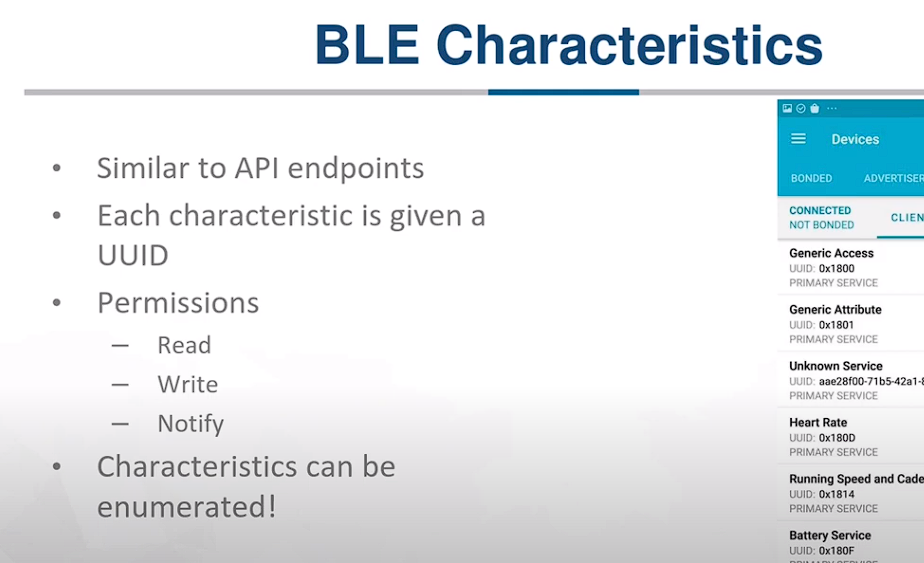 BLE Characteristics
• Similar to API endpoints
• Each characteristic is given a
UUID
• Permissions
– Read
– Write
– Notify
• Characteristics can be
enumerated!
Devices
BONDED ADVERTISER
CONNECTED
NOT BONDED
CLIEN
Generic Access
UUID: 0x1800
PRIMARY SERVICE
Generic Attribute
UUID: 0x1801
PRIMARY SERVICE
Unknown Service
UUID: aae28f00-71b5-42a1-8
PRIMARY SERVICE
Heart Rate
UUID: 0x180D
PRIMARY SERVICE
Running Speed and Cade
UUID: 0x1814
PRIMARY SERVICE
Battery Service
UUID: 0x180F
PRIMARY SERVICE